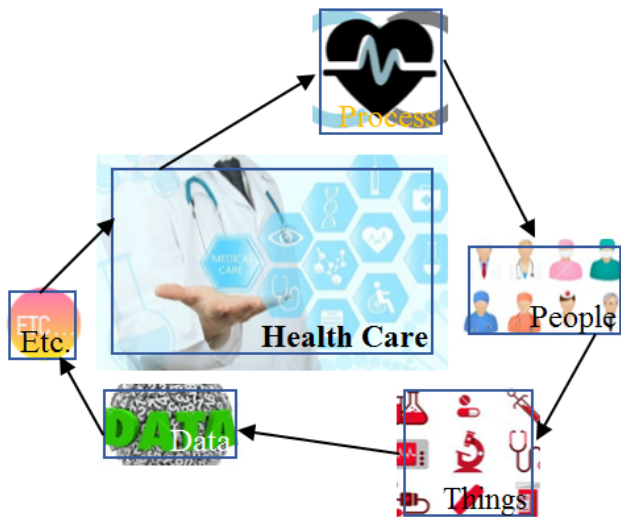 Process
MEDICAL
CARE
Health Care
People
ETC...
Etc.
DATA
Data
Things